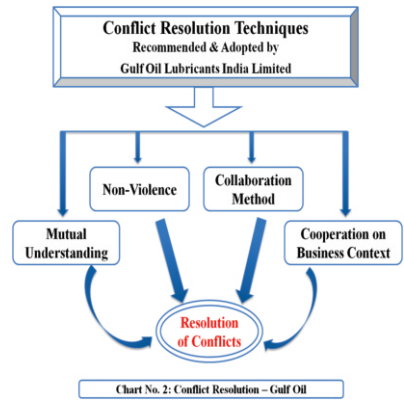 Conflict Resolution Techniques
Recommended & Adopted by
Gulf Oil Lubricants India Limited
Non-Violence
Collaboration
Method
Mutual
Understanding
Cooperation on
Business Context
Resolution
of Conflicts
Chart No. 2: Conflict Resolution – Gulf Oil